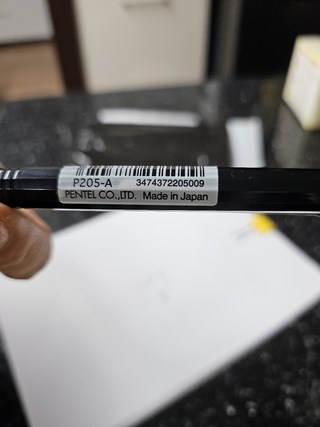 P205-A 3474372205009
PENTEL CO.,LTD. Made in Japan